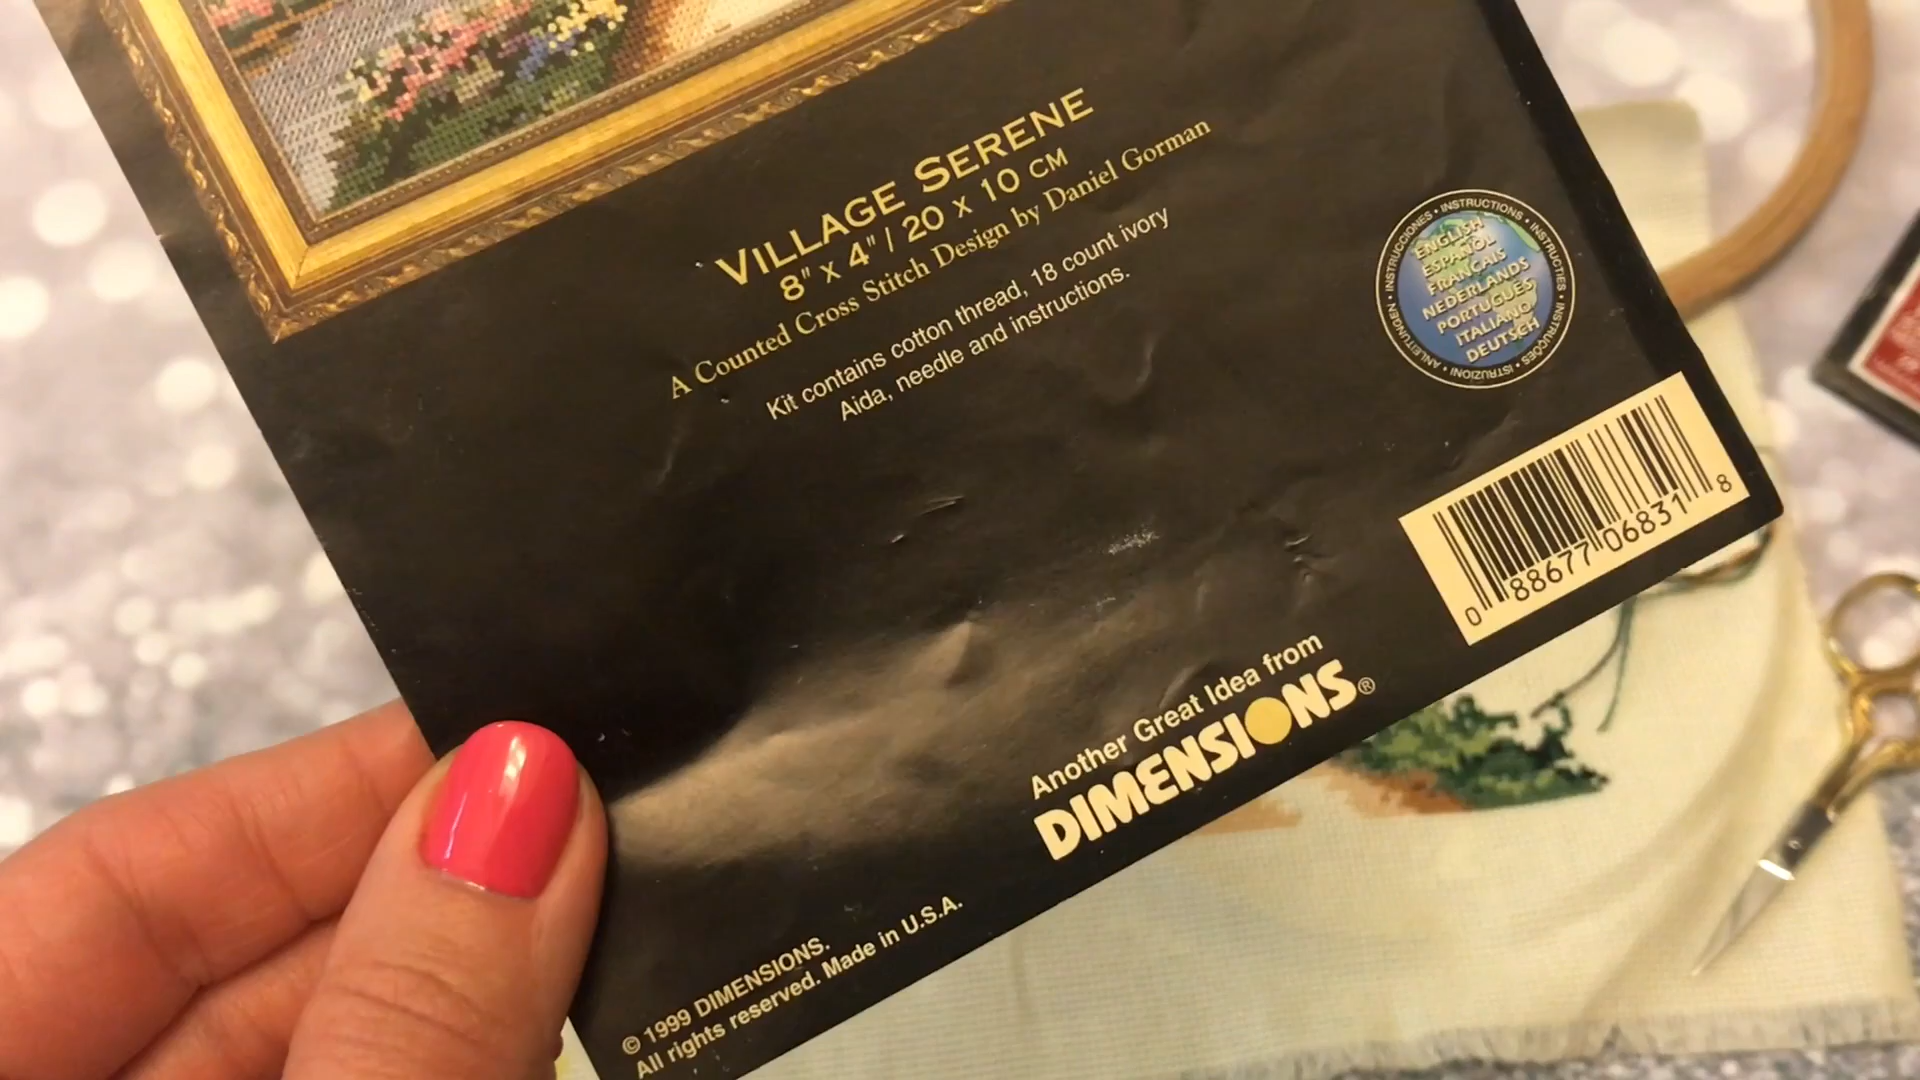 VILLAGE SERENE
8" x 4" / 20 x 10 CM
A Counted Cross Stitch Design by Daniel Gorman
Kit contains cotton thread, 18 count ivory
Aida, needle and instructions.
INSTRUCCIONES • INSTRUCTIONS • INSTRUCTIES • INSTRUÇÕES • ISTRUZIONI • ANLEITUNGEN •
ENGLISH
ESPAÑOL
FRANÇAIS
NEDERLANDS
PORTUGUES
ITALIANO
DEUTSCH
0 88677 06831 8
Another Great Idea from
DIMENSIONS®
© 1999 DIMENSIONS.
All rights reserved. Made in U.S.A.